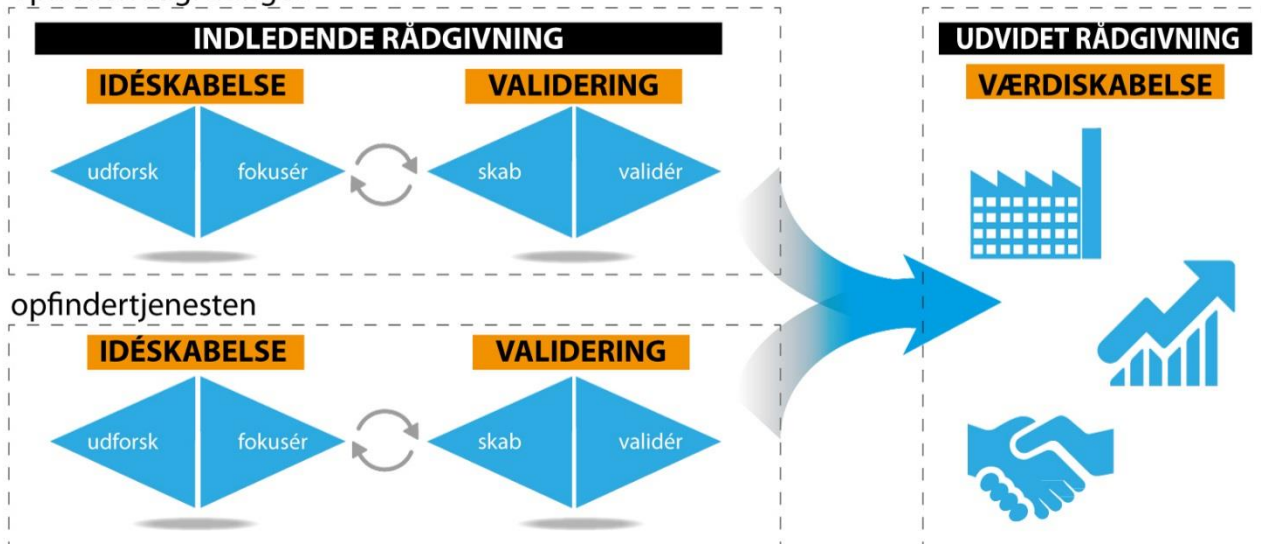 INDLEDENDE RÅDGIVNING
IDÉSKABELSE
VALIDERING
udforsk
fokusér
skab
validér
opfindertjenesten
IDÉSKABELSE
VALIDERING
udforsk
fokusér
skab
validér
UDVIDET RÅDGIVNING
VÆRDISKABELSE